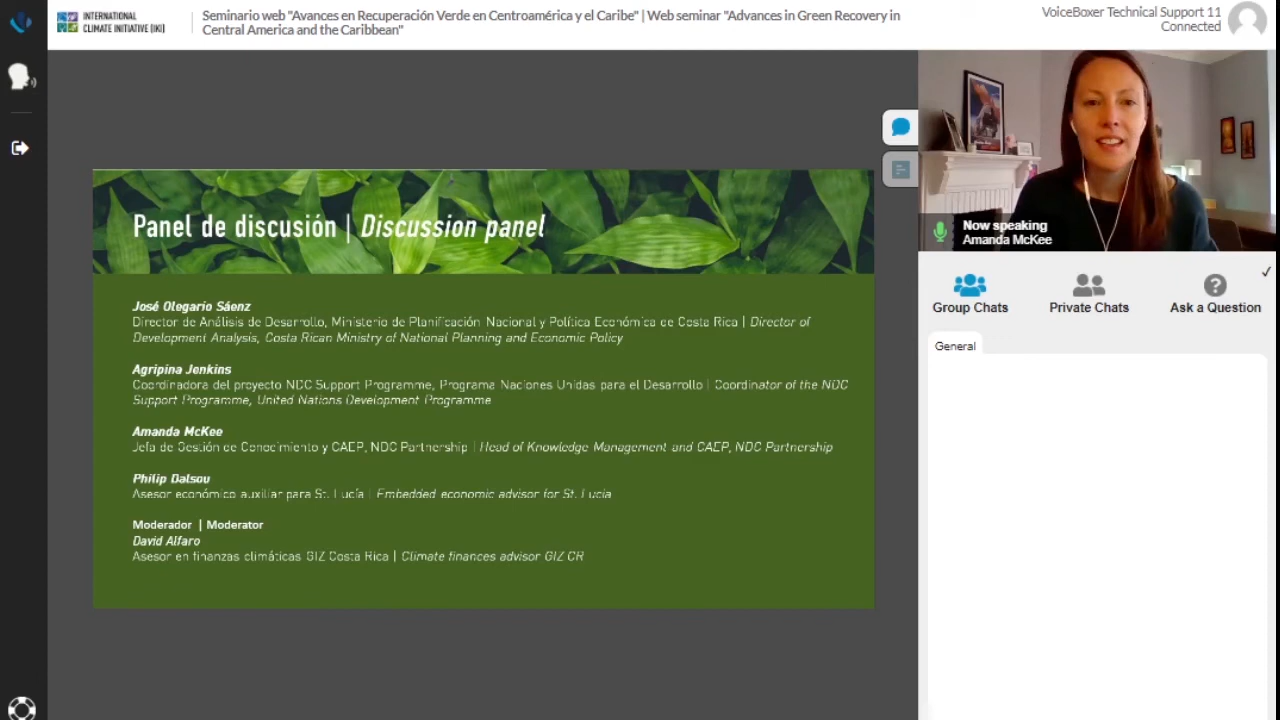 INTERNATIONAL
CLIMATE INITIATIVE (IKI)
Seminario web "Avances en Recuperación Verde en Centroamérica y el Caribe" | Web seminar "Advances in Green Recovery in
Central America and the Caribbean"
VoiceBoxer Technical Support 11
Connected
Panel de discusión | Discussion panel
José Olegario Sáenz
Director de Análisis de Desarrollo, Ministerio de Planificación Nacional y Política Económica de Costa Rica | Director of
Development Analysis, Costa Rican Ministry of National Planning and Economic Policy
Agripina Jenkins
Coordinadora del proyecto NDC Support Programme, Programa Naciones Unidas para el Desarrollo | Coordinator of the NDC
Support Programme, United Nations Development Programme
Amanda McKee
Jefa de Gestión de Conocimiento y CAEP, NDC Partnership | Head of Knowledge Management and CAEP, NDC Partnership
Philip Dalsou
Asesor económico auxiliar para St. Lucía | Embedded economic advisor for St. Lucia
Moderador | Moderator
David Alfaro
Asesor en finanzas climáticas GIZ Costa Rica | Climate finances advisor GIZ CR
Now speaking
Amanda McKee
Group Chats
Private Chats
Ask a Question
General